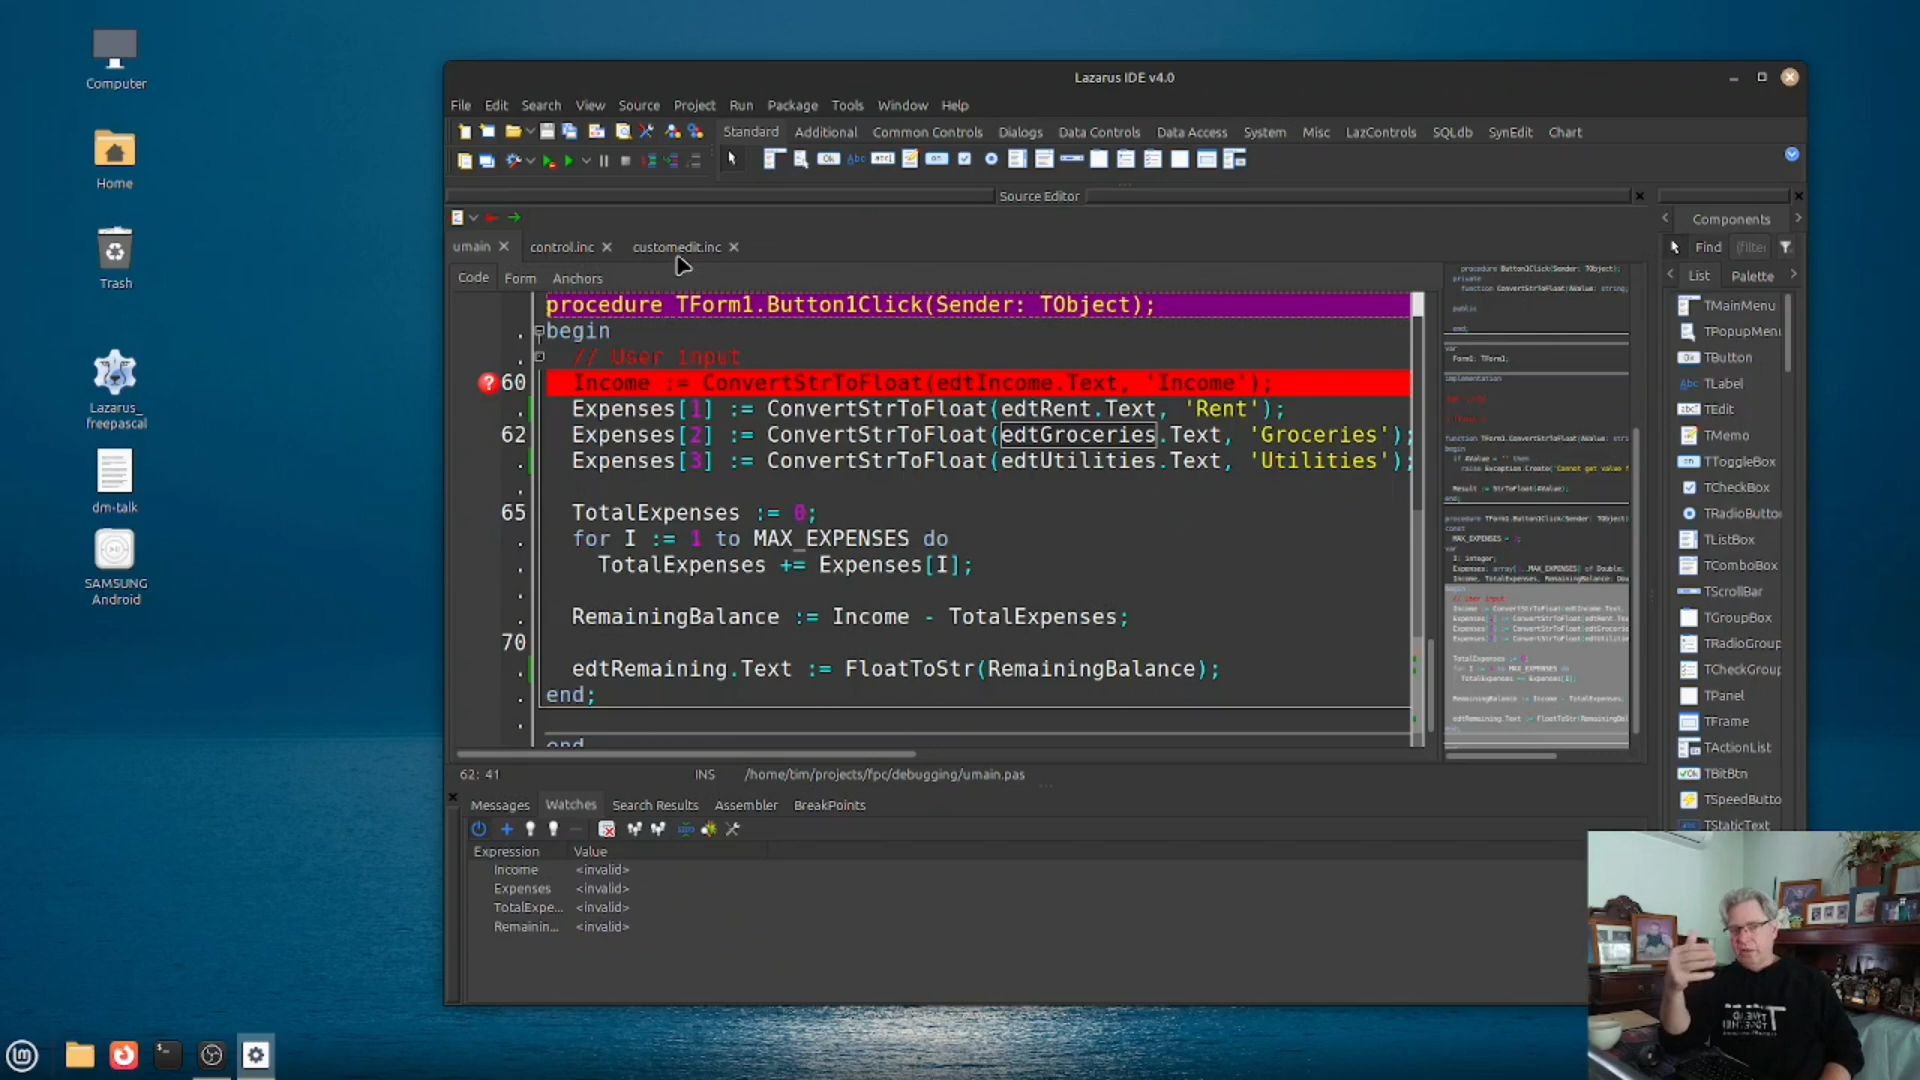 Computer
Home
Trash
Lazarus_
freepascal
dm-talk
SAMSUNG
Android
Lazarus IDE v4.0
File Edit Search View Source Project Run Package Tools Window Help
Standard Additional Common Controls Dialogs Data Controls Data Access System Misc LazControls SQLdb SynEdit Chart
Source Editor
umain control.inc customedit.inc
Code Form Anchors
procedure TForm1.Button1Click(Sender: TObject);
begin
// User Input
60 Income := ConvertStrToFloat(edtIncome.Text, 'Income');
Expenses[1] := ConvertStrToFloat(edtRent.Text, 'Rent');
62 Expenses[2] := ConvertStrToFloat(edtGroceries.Text, 'Groceries');
Expenses[3] := ConvertStrToFloat(edtUtilities.Text, 'Utilities');
65 TotalExpenses := 0;
for I := 1 to MAX_EXPENSES do
TotalExpenses += Expenses[I];
RemainingBalance := Income - TotalExpenses;
70
edtRemaining.Text := FloatToStr(RemainingBalance);
end;
end
62: 41 INS /home/tim/projects/fpc/debugging/umain.pas
Messages Watches Search Results Assembler BreakPoints
Expression Value
Income <invalid>
Expenses <invalid>
TotalExpe... <invalid>
Remainin... <invalid>
Components
Find (filte
List Palette
TMainMenu
TPopupMenu
TButton
TLabel
TEdit
TMemo
TToggleBox
TCheckBox
TRadioButto
TListBox
TComboBox
TScrollBar
TGroupBox
TRadioGroup
TCheckGroup
TPanel
TFrame
TActionList
TBitBtn
TSpeedButto
TStaticText